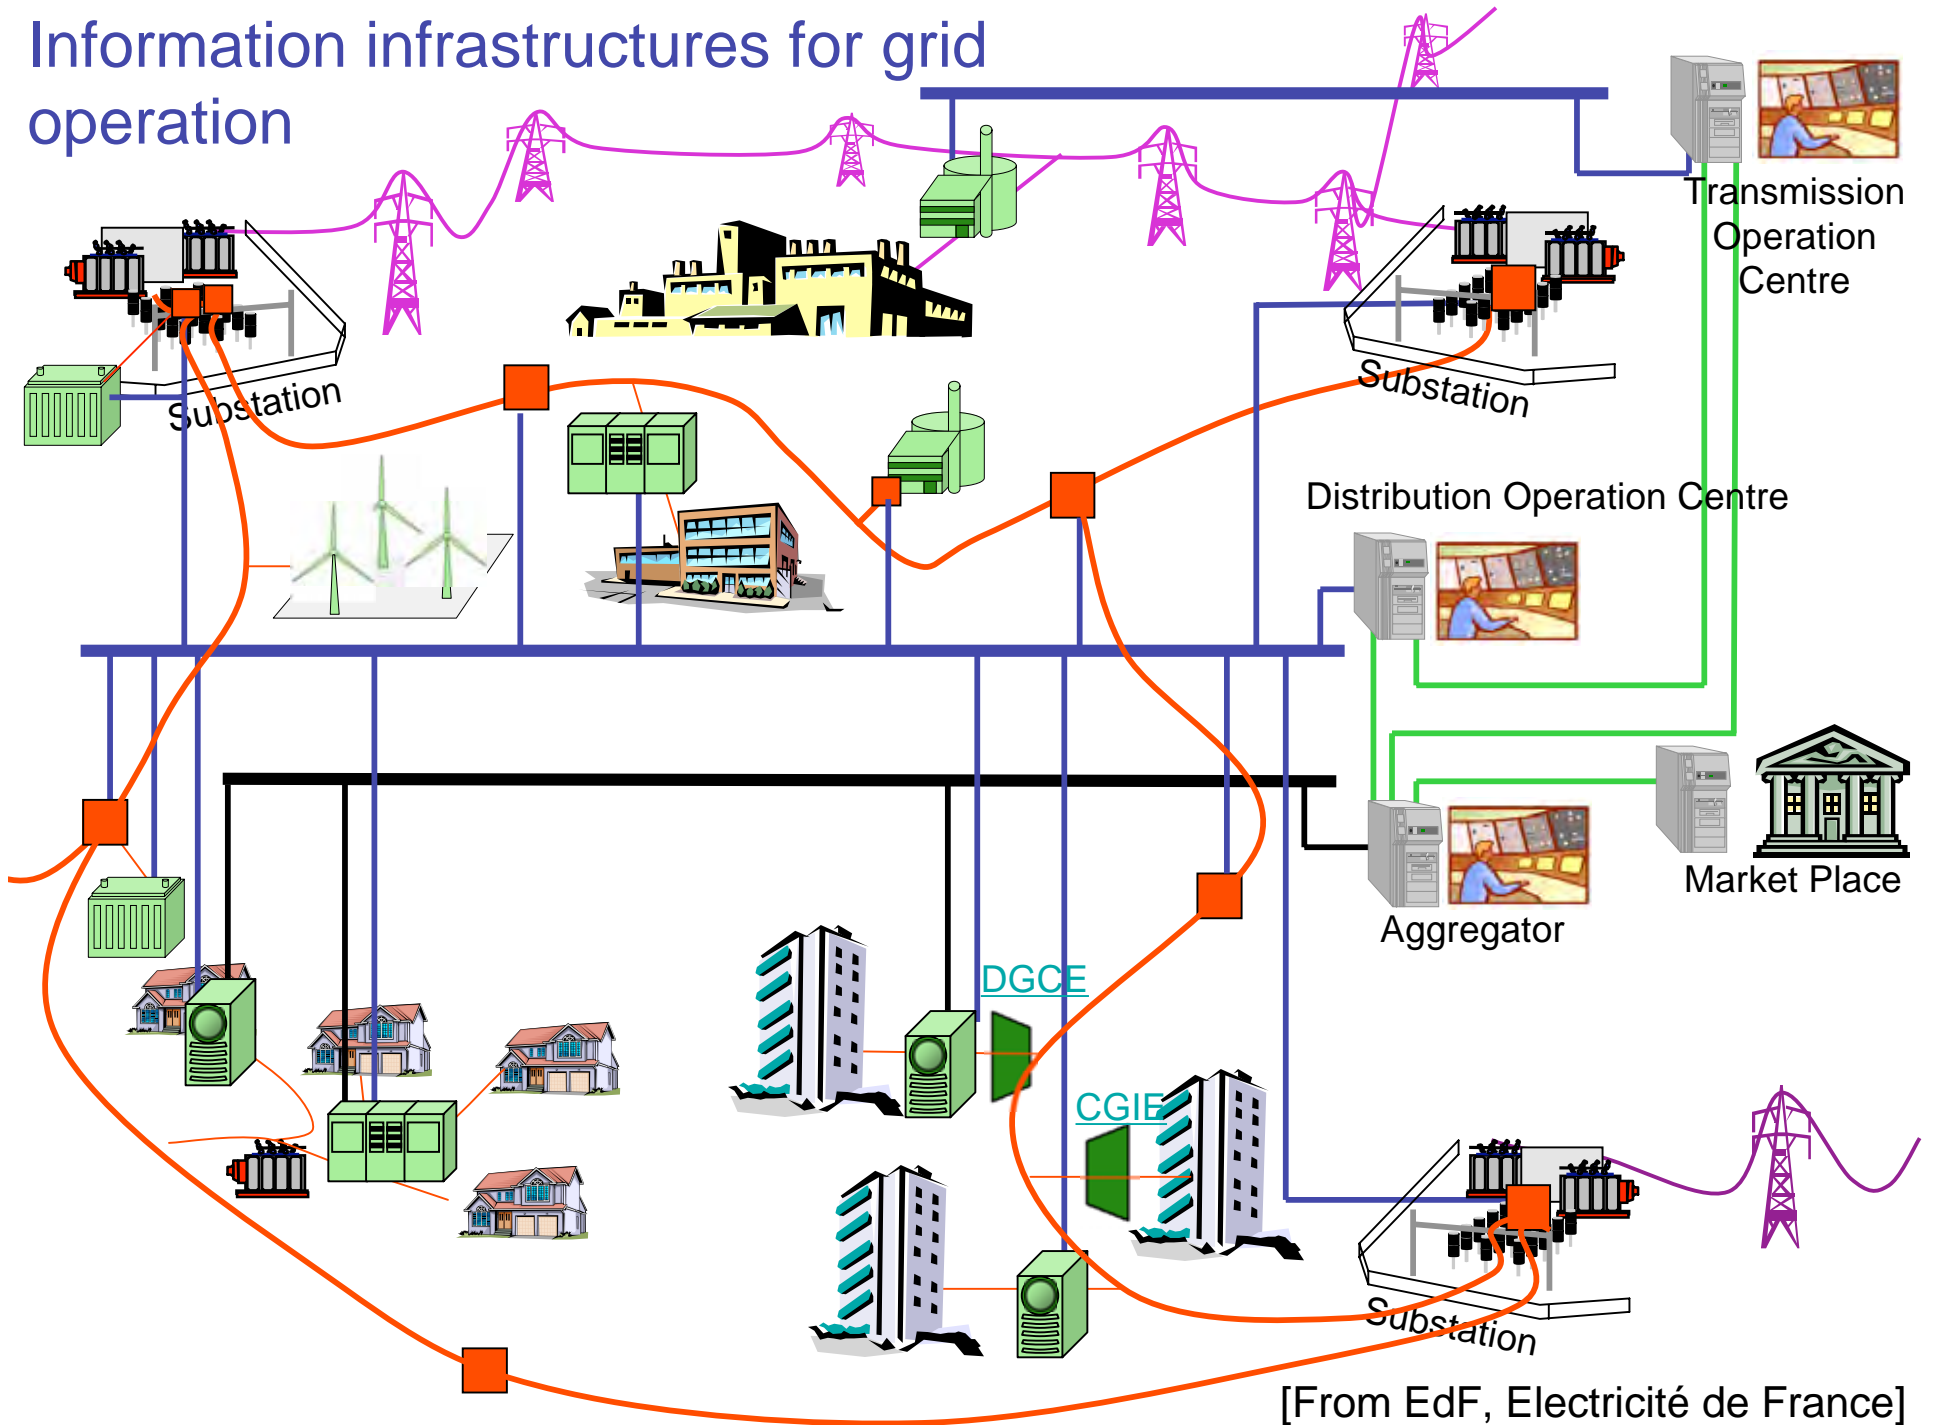 Information infrastructures for grid
operation
Transmission
Operation
Centre
Substation
Substation
Distribution Operation Centre
Market Place
Aggregator
DGCE
CGIE
Substation
[From EdF, Electricité de France]